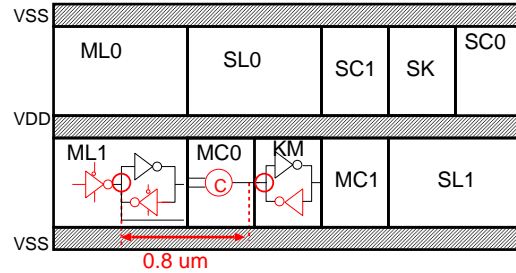 VSS
ML0 SL0 SC1 SK SC0
VDD
ML1 MC0 KM MC1 SL1
C
VSS
0.8 um